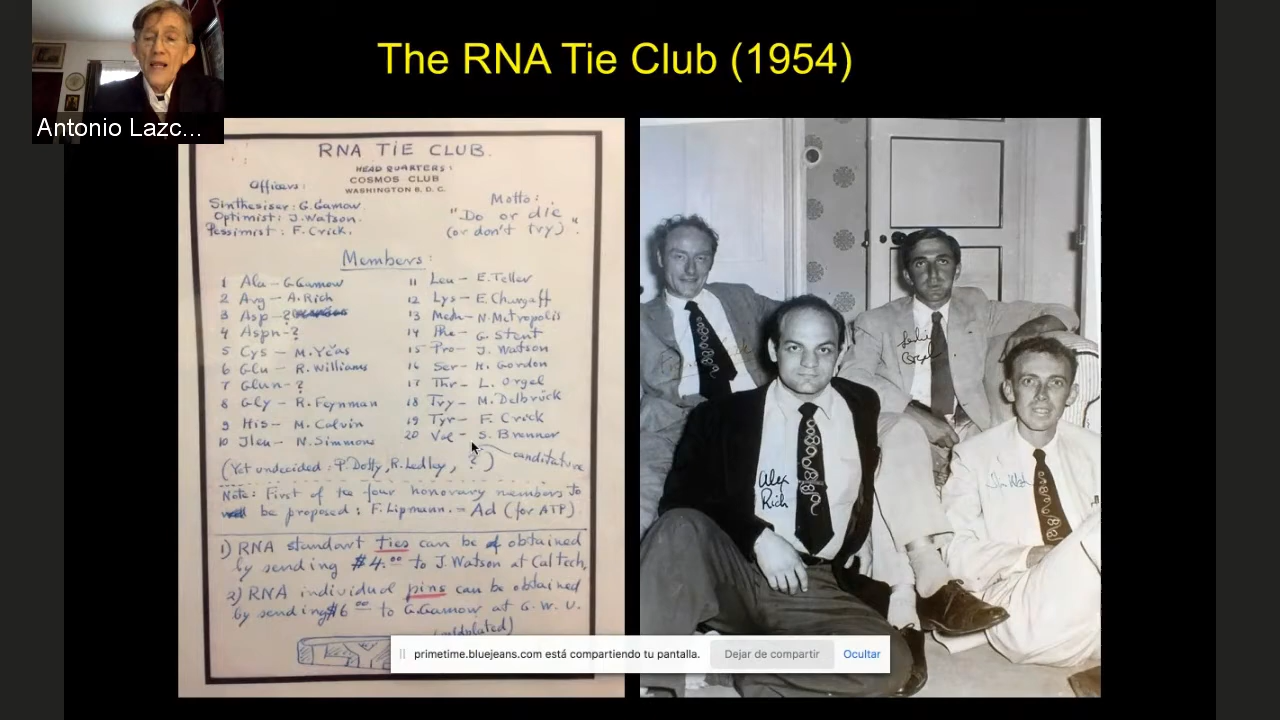 The RNA Tie Club (1954)
Antonio Lazc...
RNA TIE CLUB.
HEAD QUARTERS:
COSMOS CLUB
WASHINGTON D.C.
Officers:
Sinthesiser: G. Gamow
Optimist: J. Watson.
Pessimist: F. Crick.
Motto:
"Do or die
(or don't try)".
Members:
1 Ala – G. Gamow
2 Arg – A. Rich
3 Asp – ?
4 Aspn – ?
5 Cys – M. Yčas
6 Glu – R. Williams
7 Glun – ?
8 Gly – R. Feynman
9 His – M. Calvin
10 Ileu – N. Simmons
11 Leu – E. Teller
12 Lys – E. Chargaff
13 Meth – N. Metropolis
14 Phe – G. Stent
15 Pro – J. Watson
16 Ser – H. Gordon
17 Thr – L. Orgel
18 Try – M. Delbrück
19 Tyr – F. Crick
20 Val – S. Brenner
(Yet undecided: P. Dotty, R. Ledley, ?)
Note: First of tee four honorary members to
be proposed: F. Lipmann. = Ad (for ATP)
1) RNA standart ties can be obtained
by sending $4.00 to J. Watson at Caltech,
2) RNA individual pins can be obtained
by sending $6 00 to G. Gamow at G. W. U.
Leslie
Orgel
Alex
Rich
primetime.bluejeans.com está compartiendo tu pantalla.
Dejar de compartir
Ocultar